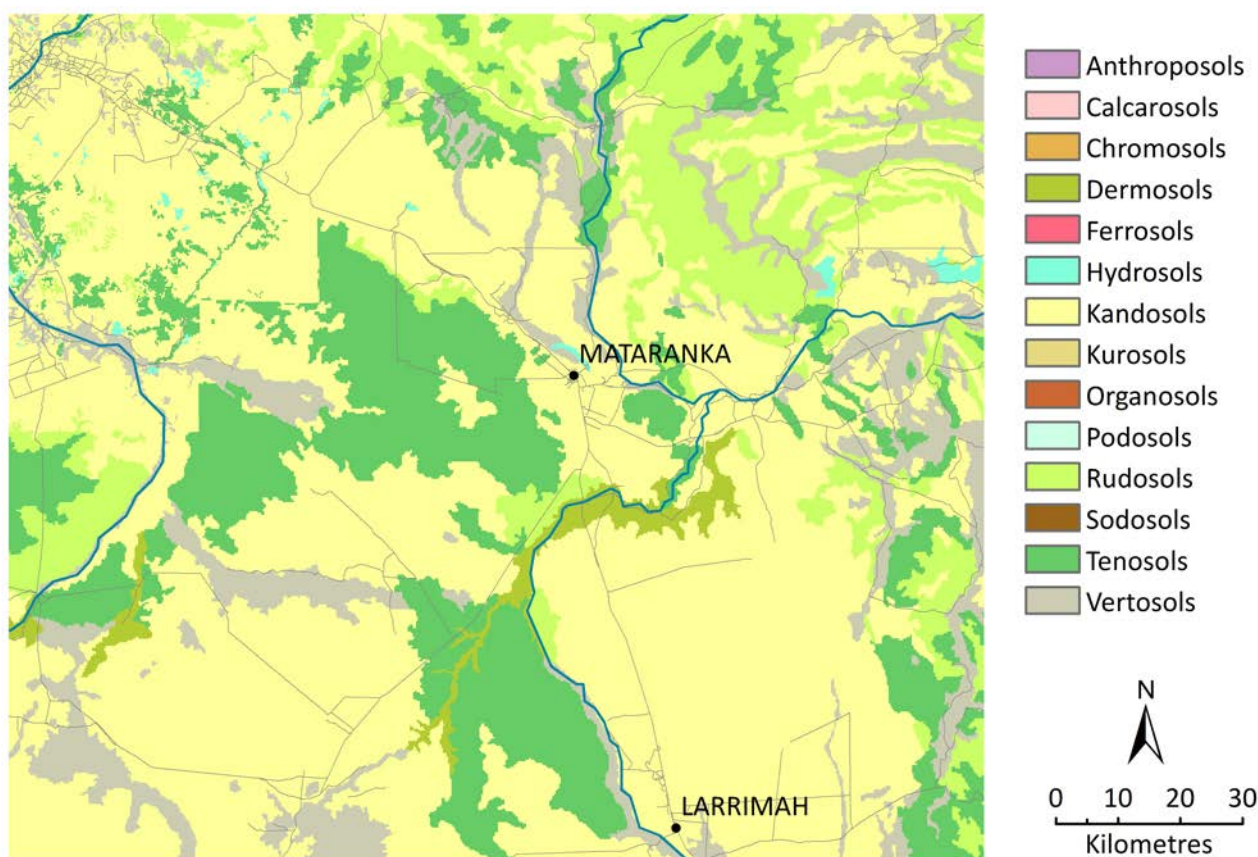 MATARANKA
LARRIMAH
Anthroposols
Calcarosols
Chromosols
Dermosols
Ferrosols
Hydrosols
Kandosols
Kurosols
Organosols
Podosols
Rudosols
Sodosols
Tenosols
Vertosols
N
0 10 20 30
Kilometres